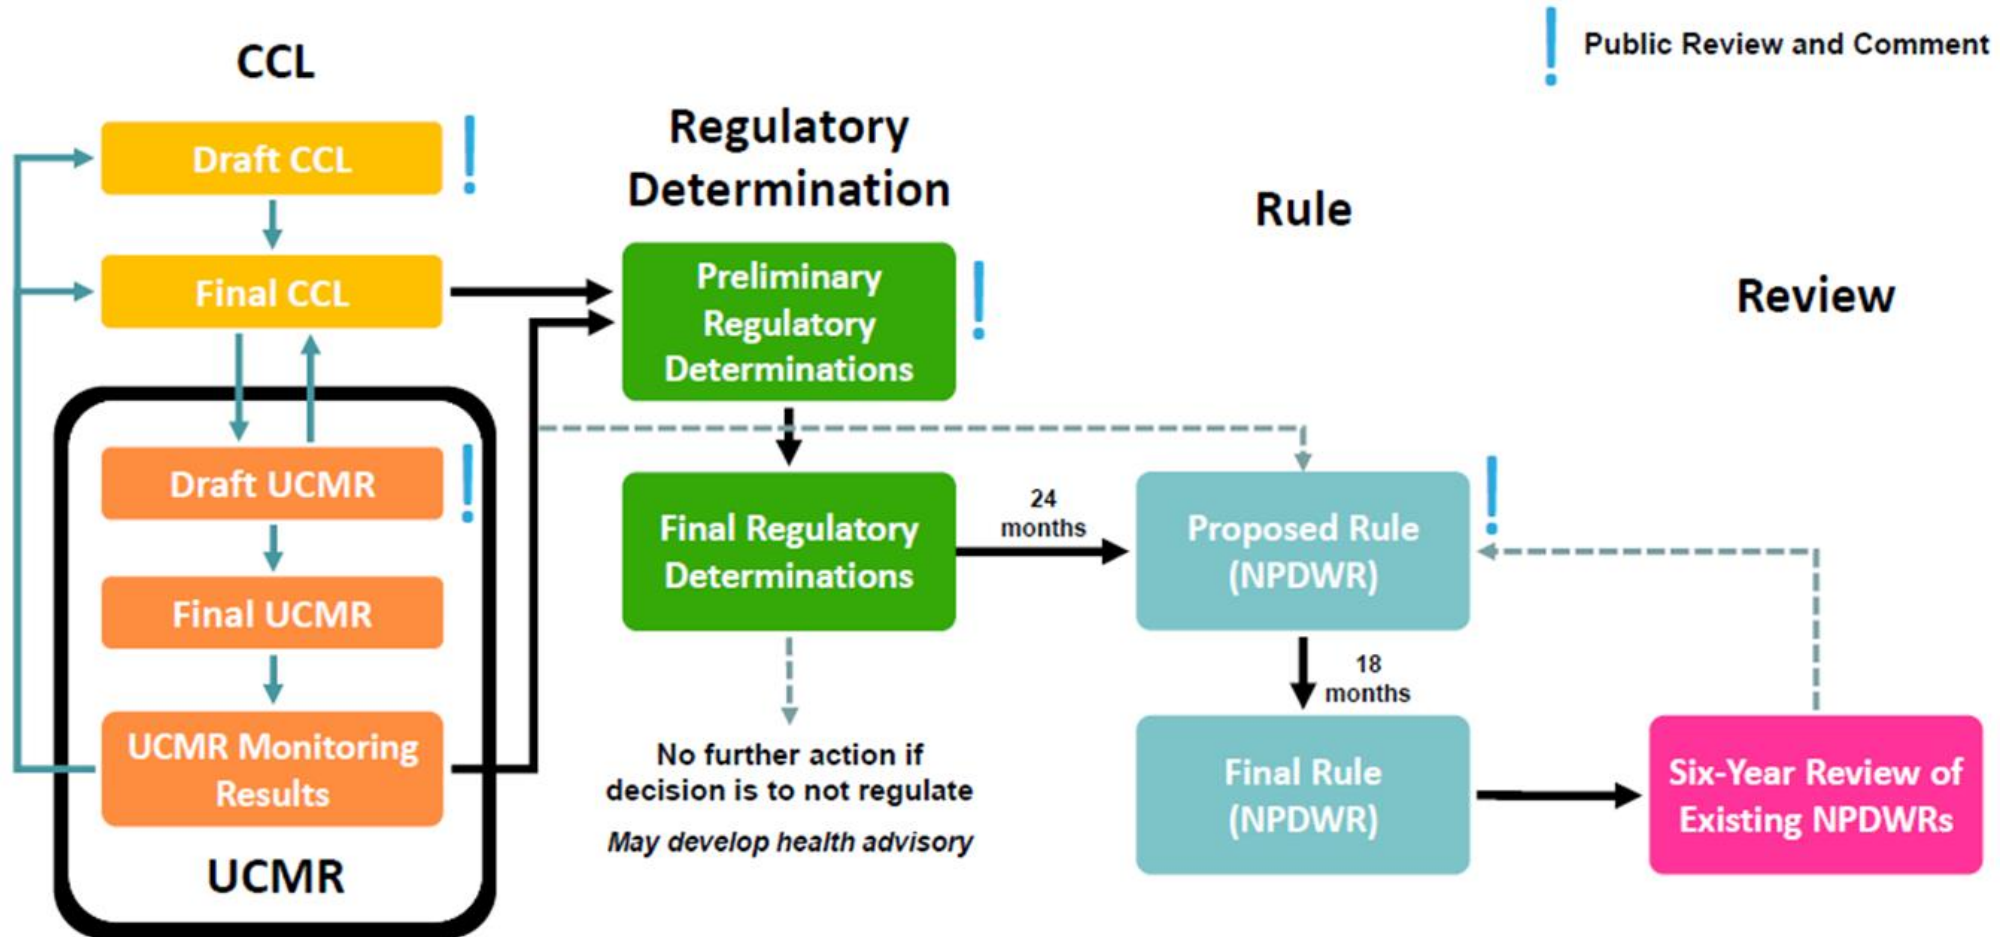 CCL
Draft CCL
Final CCL
Draft UCMR
Final UCMR
UCMR Monitoring
Results
UCMR
Regulatory
Determination
Preliminary
Regulatory
Determinations
Final Regulatory
Determinations
No further action if
decision is to not regulate
May develop health advisory
24
months
Rule
Proposed Rule
(NPDWR)
18
months
Final Rule
(NPDWR)
Public Review and Comment
Review
Six-Year Review of
Existing NPDWRs